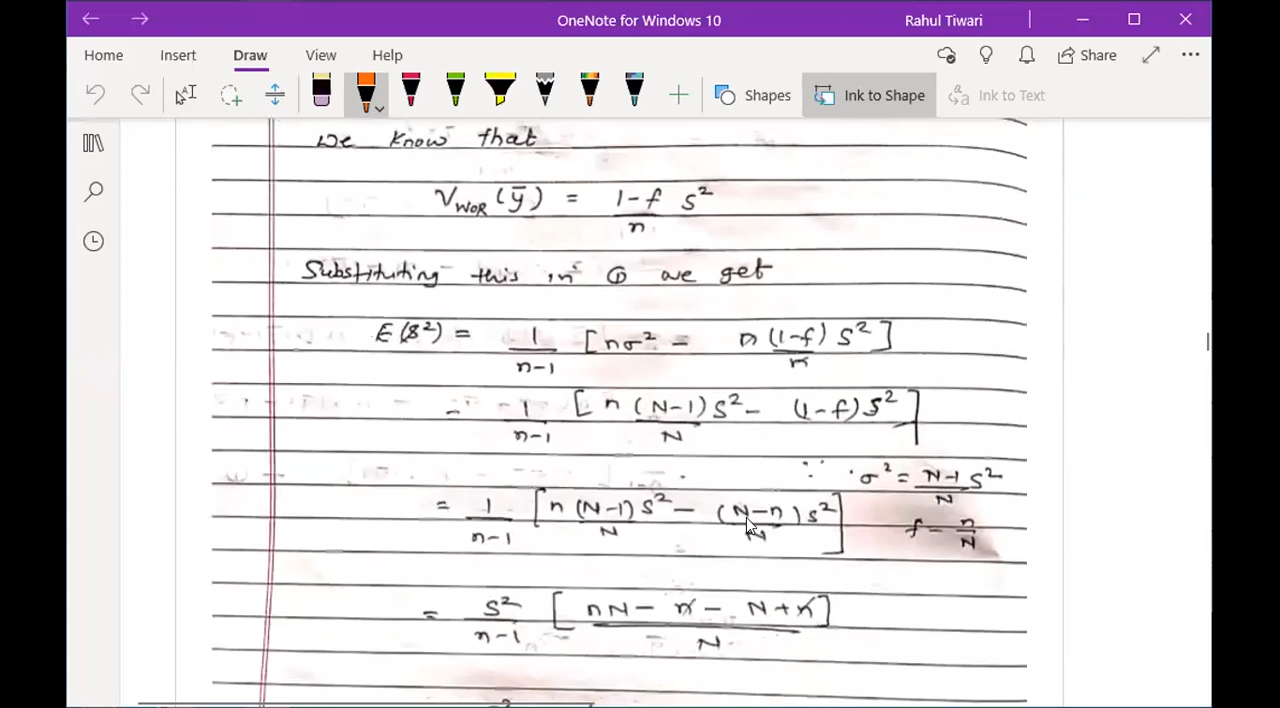 OneNote for Windows 10
Rahul Tiwari
Home Insert Draw View Help
Share
Shapes Ink to Shape Ink to Text
We know that
V_WOR(ȳ) = 1-f/n S²
Substituting this in ① we get
E(s²) = 1/n-1 [nσ² - n(1-f)/n S²]
= 1/n-1 [n(N-1)/N S² - (1-f)S²]
∵ σ² = N-1/N S²
= 1/n-1 [n(N-1)/N S² - (N-n)/N S²] f = n/N
= S²/n-1 [nN - n - N + n/N]